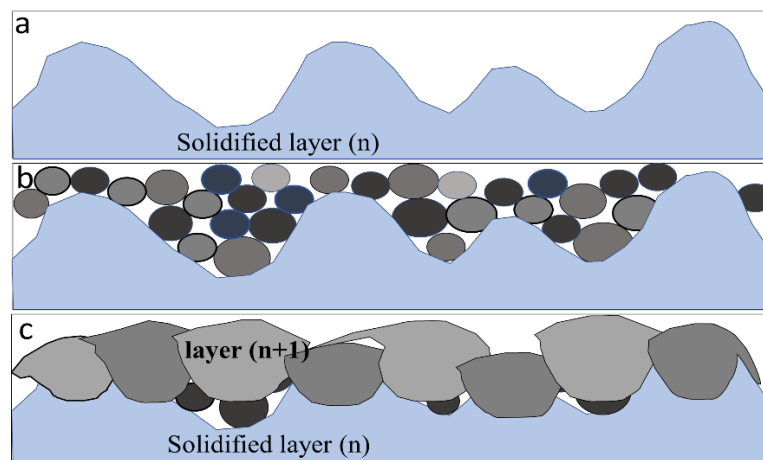 a
Solidified layer (n)
b
c
layer (n+1)
Solidified layer (n)